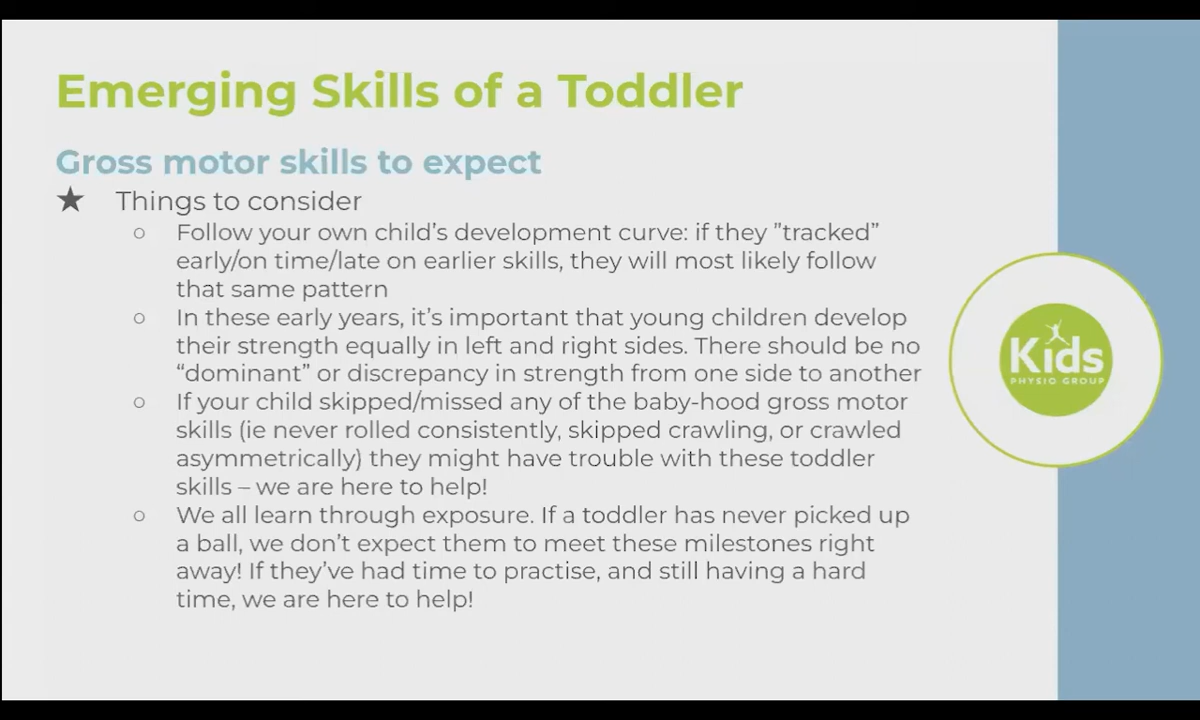 Emerging Skills of a Toddler
Gross motor skills to expect
★ Things to consider
○ Follow your own child's development curve: if they "tracked"
early/on time/late on earlier skills, they will most likely follow
that same pattern
○ In these early years, it's important that young children develop
their strength equally in left and right sides. There should be no
"dominant" or discrepancy in strength from one side to another
○ If your child skipped/missed any of the baby-hood gross motor
skills (ie never rolled consistently, skipped crawling, or crawled
asymmetrically) they might have trouble with these toddler
skills – we are here to help!
○ We all learn through exposure. If a toddler has never picked up
a ball, we don't expect them to meet these milestones right
away! If they've had time to practise, and still having a hard
time, we are here to help!
Kids
PHYSIO GROUP